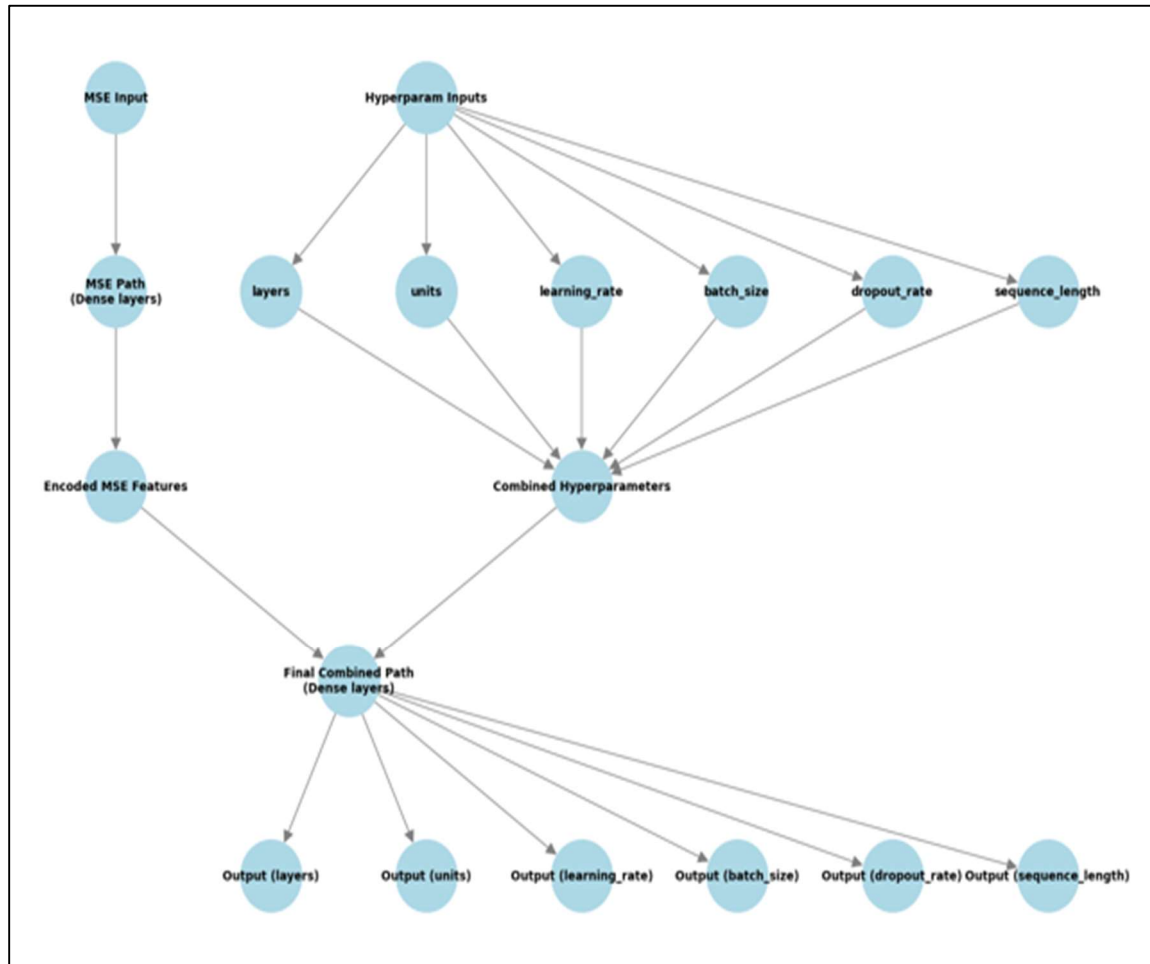 MSE Input
Hyperparam Inputs
MSE Path
(Dense layers)
layers
units
learning_rate
batch_size
dropout_rate
sequence_length
Encoded MSE Features
Combined Hyperparameters
Final Combined Path
(Dense layers)
Output (layers)
Output (units)
Output (learning_rate)
Output (batch_size)
Output (dropout_rate)
Output (sequence_length)